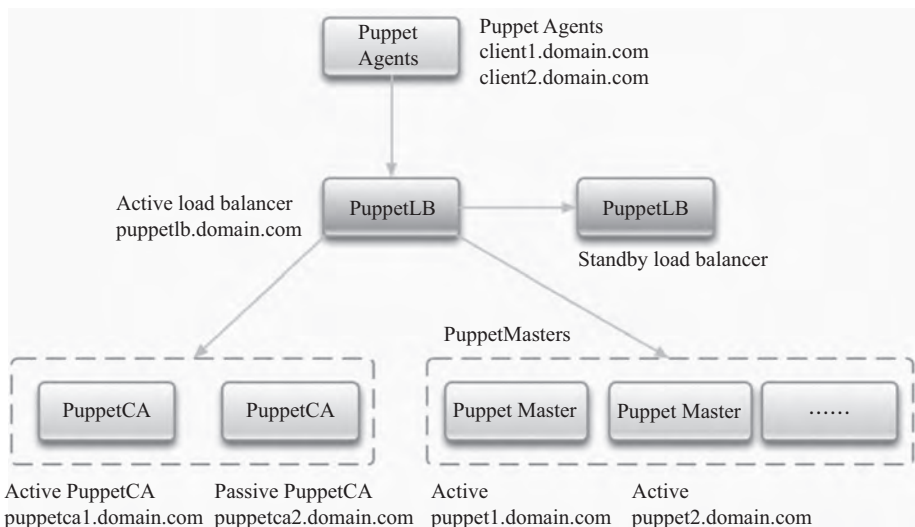 Puppet
Agents
Puppet Agents
client1.domain.com
client2.domain.com
Active load balancer
puppetlb.domain.com
PuppetLB
PuppetLB
Standby load balancer
PuppetMasters
PuppetCA
PuppetCA
Puppet Master
Puppet Master
......
Active PuppetCA
puppetca1.domain.com
Passive PuppetCA
puppetca2.domain.com
Active
puppet1.domain.com
Active
puppet2.domain.com